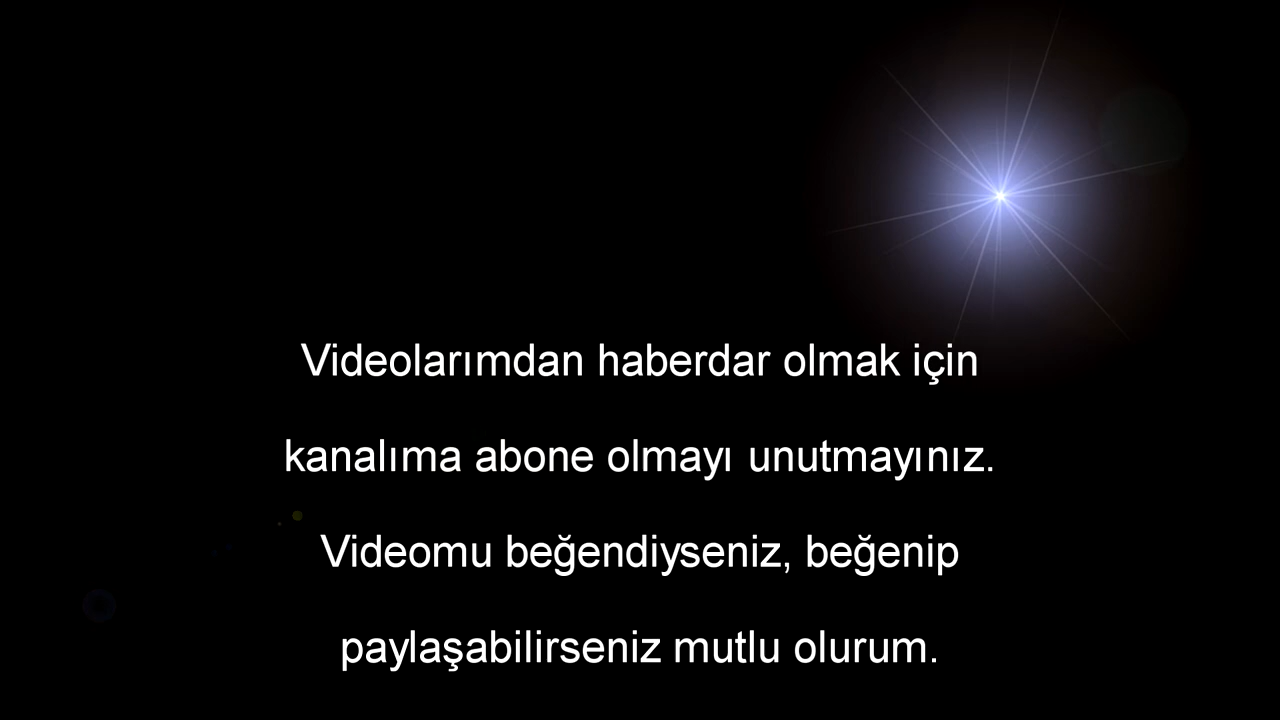 Videolarımdan haberdar olmak için
kanalıma abone olmayı unutmayınız.
Videomu beğendiyseniz, beğenip
paylaşabilirseniz mutlu olurum.